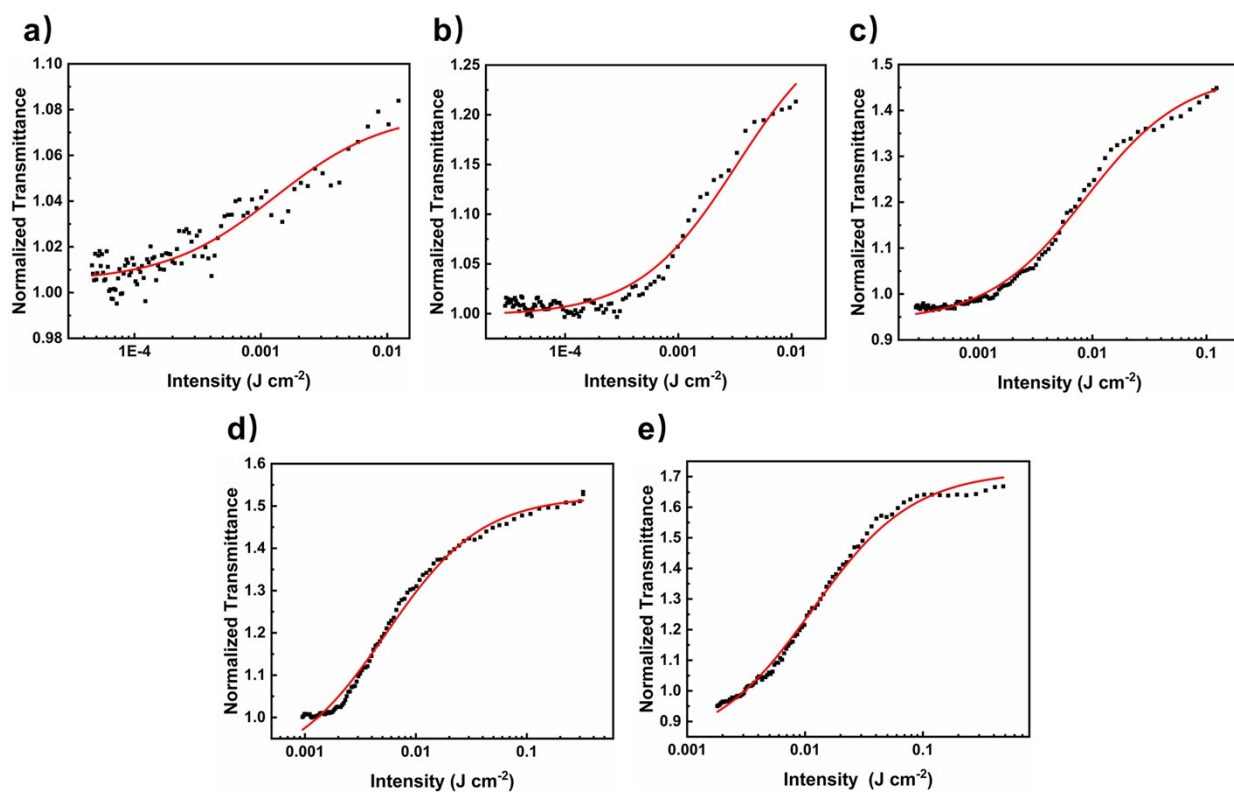 a)
Normalized Transmittance
1.10
1.08
1.06
1.04
1.02
1.00
0.98
1E-4
0.001
0.01
Intensity (J cm-2)
b)
Normalized Transmittance
1.25
1.20
1.15
1.10
1.05
1.00
1E-4
0.001
0.01
Intensity (J cm-2)
c)
Normalized Transmittance
1.5
1.4
1.3
1.2
1.1
1.0
0.9
0.001
0.01
0.1
Intensity (J cm-2)
d)
Normalized Transmittance
1.6
1.5
1.4
1.3
1.2
1.1
1.0
0.001
0.01
0.1
Intensity (J cm-2)
e)
Normalized Transmittance
1.7
1.6
1.5
1.4
1.3
1.2
1.1
1.0
0.9
0.001
0.01
0.1
Intensity (J cm-2)